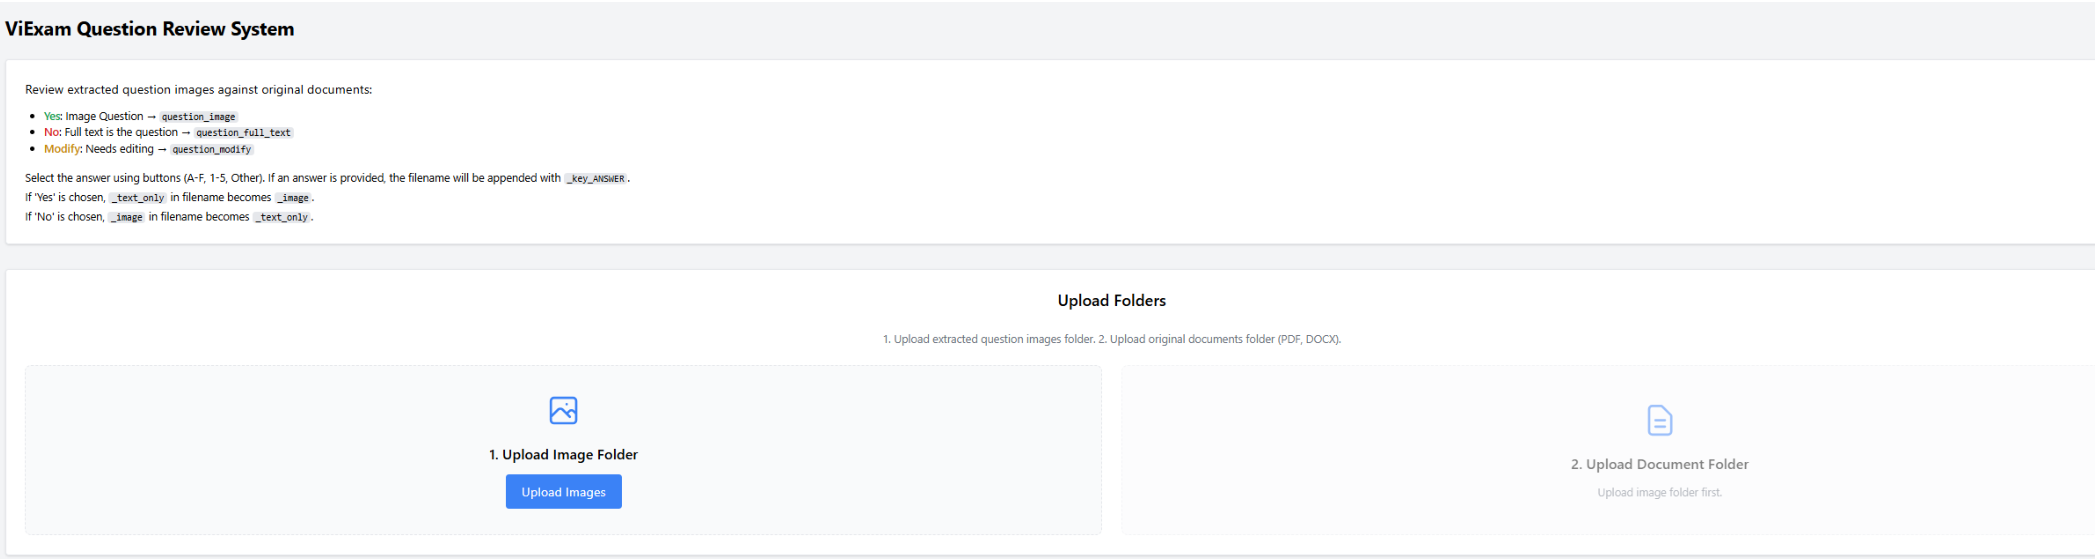 ViExam Question Review System
Review extracted question images against original documents:
• Yes: Image Question → question_image
• No: Full text is the question → question_full_text
• Modify: Needs editing → question_modify
Select the answer using buttons (A-F, 1-5, Other). If an answer is provided, the filename will be appended with _key_ANSWER.
If 'Yes' is chosen, _text_only in filename becomes _image.
If 'No' is chosen, _image in filename becomes _text_only.
Upload Folders
1. Upload extracted question images folder. 2. Upload original documents folder (PDF, DOCX).
1. Upload Image Folder
Upload Images
2. Upload Document Folder
Upload image folder first.